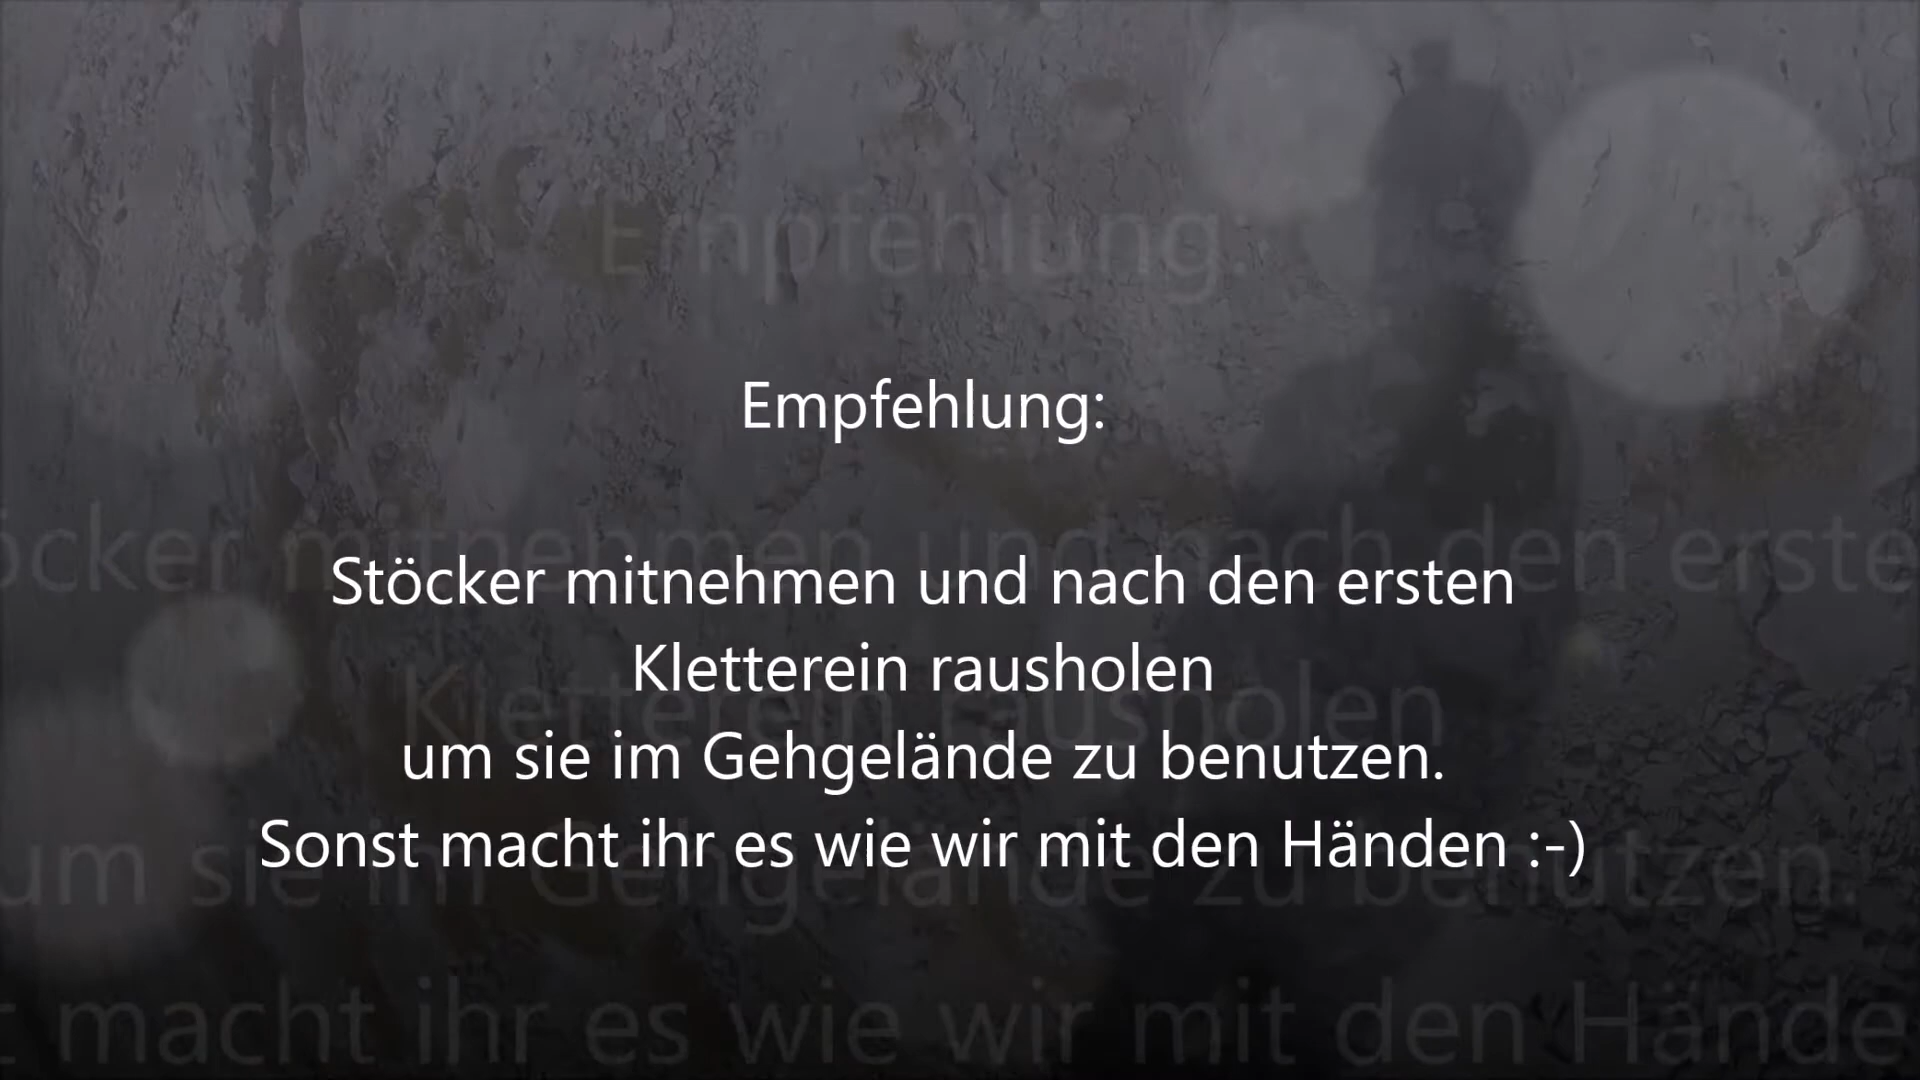 Empfehlung:
Stöcker mitnehmen und nach den ersten
Kletterein rausholen
um sie im Gehgelände zu benutzen.
Sonst macht ihr es wie wir mit den Händen :-)